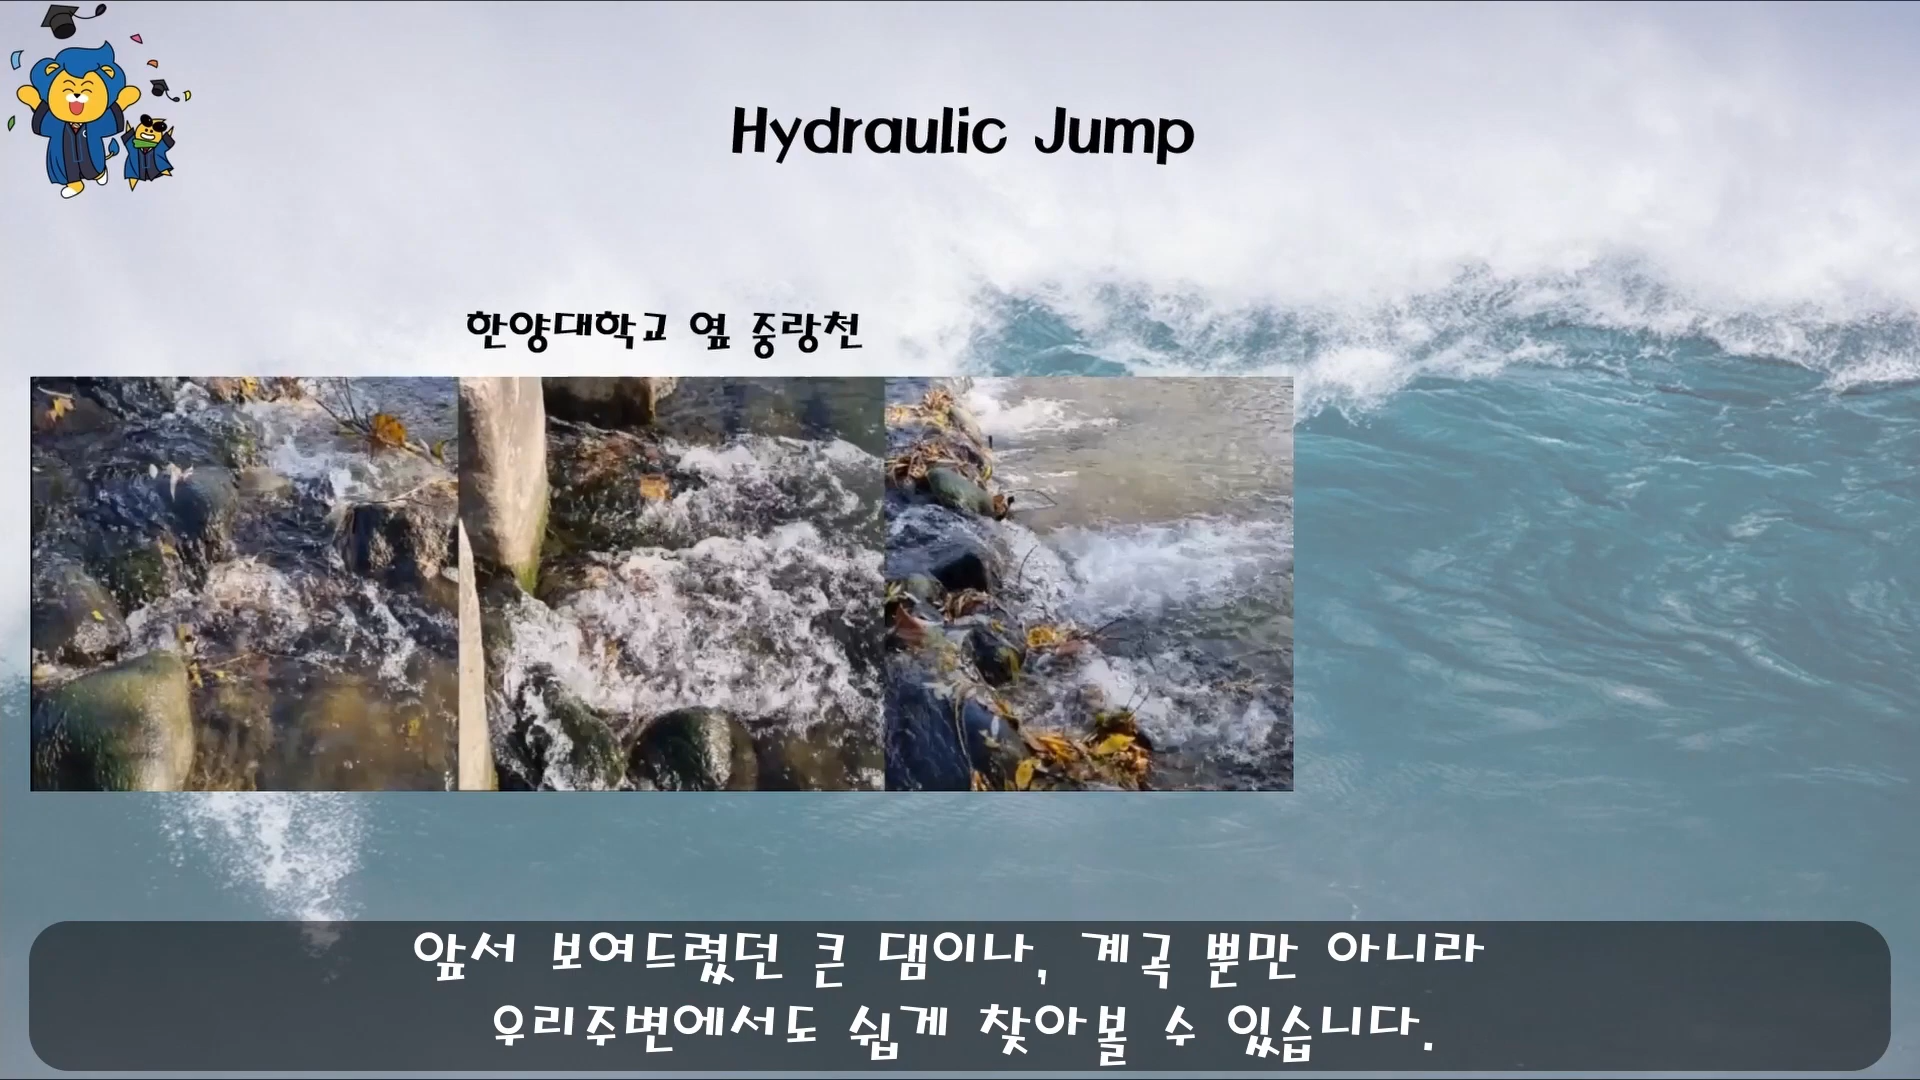 Hydraulic Jump
한양대학교 옆 중랑천
앞서 보여드렸던 큰 댐이나, 계곡 뿐만 아니라
우리주변에서도 쉽게 찾아볼 수 있습니다.